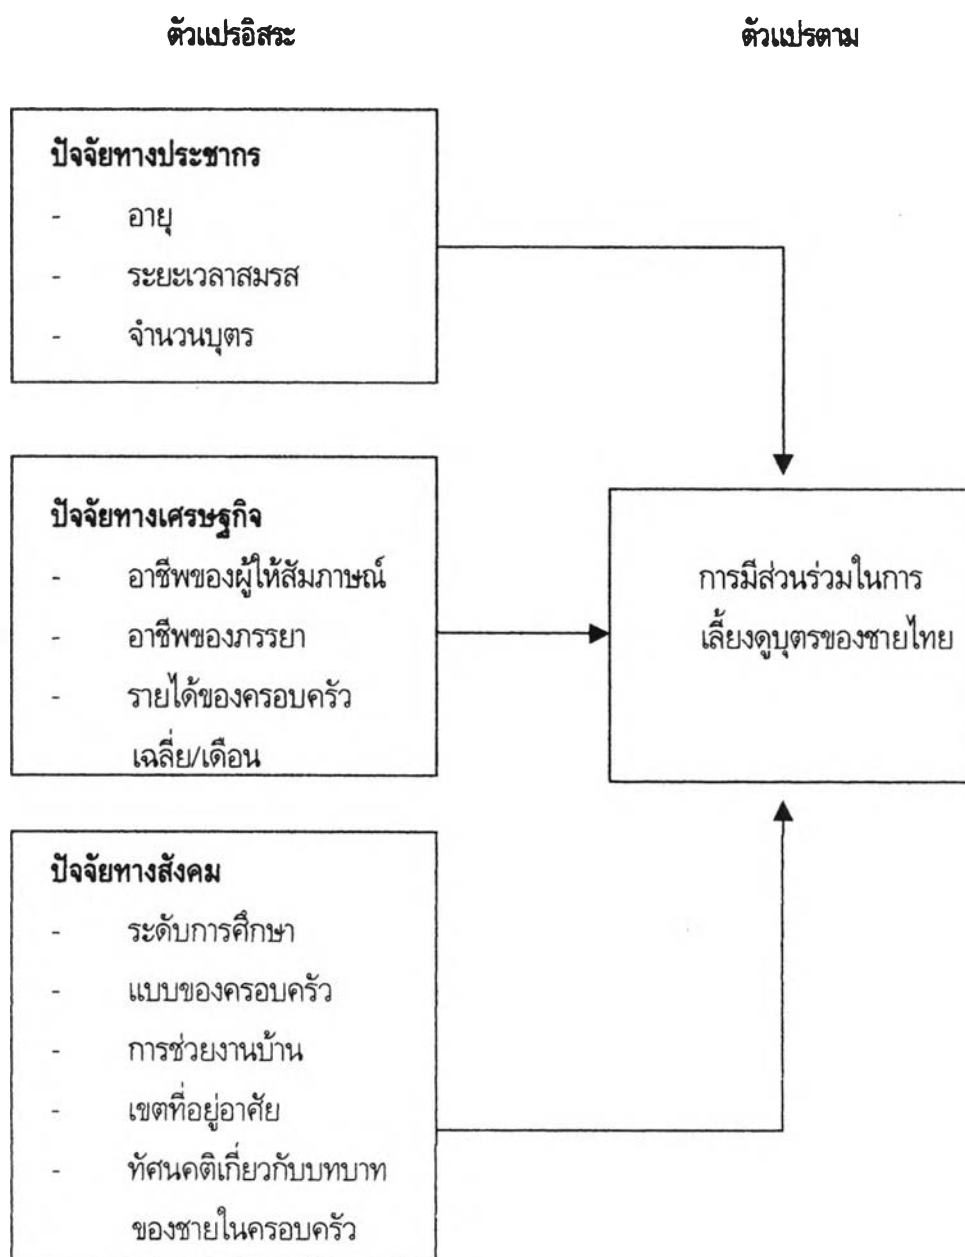 ตัวแปรอิสระ
ตัวแปรตาม
ปัจจัยทางประชากร
- อายุ
- ระยะเวลาสมรส
- จำนวนบุตร
ปัจจัยทางเศรษฐกิจ
- อาชีพของผู้ให้สัมภาษณ์
- อาชีพของภรรยา
- รายได้ของครอบครัว
เฉลี่ย/เดือน
การมีส่วนร่วมในการ
เลี้ยงดูบุตรของชายไทย
ปัจจัยทางสังคม
- ระดับการศึกษา
- แบบของครอบครัว
- การช่วยงานบ้าน
- เขตที่อยู่อาศัย
- ทัศนคติเกี่ยวกับบทบาท
ของชายในครอบครัว